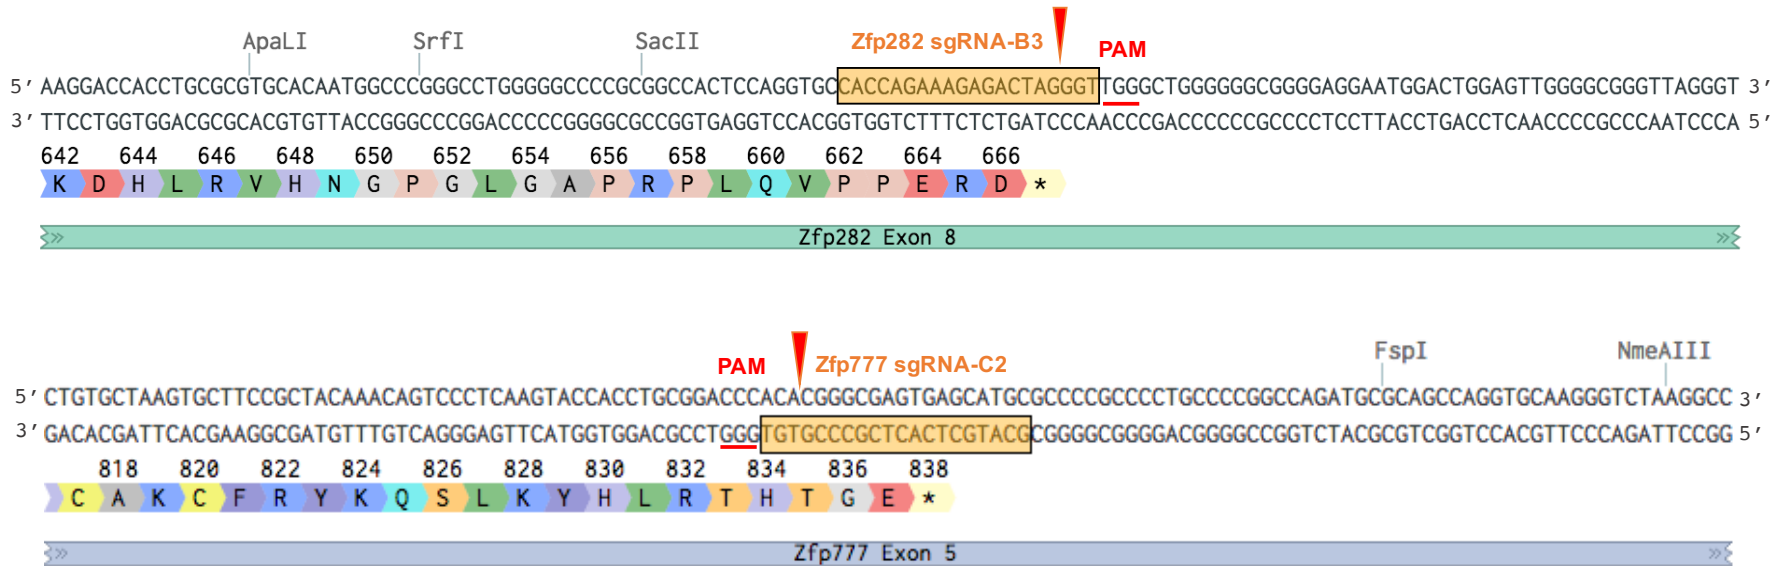 ApaLI SrfI SacII Zfp282 sgRNA-B3 PAM
5’ AAGGACCACCTGCGCGTGCACAATGGCCCGGGCCTGGGGGCCCCGCGGCCACTCCAGGTGCCACCAGAAAGAGACTAGGGTTGGGCTGGGGGGCGGGGAGGAATGGACTGGAGTTGGGGCGGGTTAGGGT 3’
3’ TTCCTGGTGGACGCGCACGTGTTACCGGGCCCGGACCCCCGGGGCGCCGGTGAGGTCCACGGTGGTCTTTCTCTGATCCCAACCCGACCCCCCGCCCCTCCTTACCTGACCTCAACCCCGCCCAATCCCA 5’
642 644 646 648 650 652 654 656 658 660 662 664 666
K D H L R V H N G P G L G A P R P L Q V P P E R D *
Zfp282 Exon 8
PAM Zfp777 sgRNA-C2 FspI NmeAIII
5’ CTGTGCTAAGTGCTTCCGCTACAAACAGTCCCTCAAGTACCACCTGCGGACCCACACGGGCGAGTGAGCATGCGCCCCGCCCCTGCCCCGGCCAGATGCGCAGCCAGGTGCAAGGGTCTAAGGCC 3’
3’ GACACGATTCACGAAGGCGATGTTTGTCAGGGAGTTCATGGTGGACGCCTGGGTGTGCCCGCTCACTCGTACGCGGGGCGGGGACGGGGCCGGTCTACGCGTCGGTCCACGTTCCCAGATTCCGG 5’
818 820 822 824 826 828 830 832 834 836 838
C A K C F R Y K Q S L K Y H L R T H T G E *
Zfp777 Exon 5